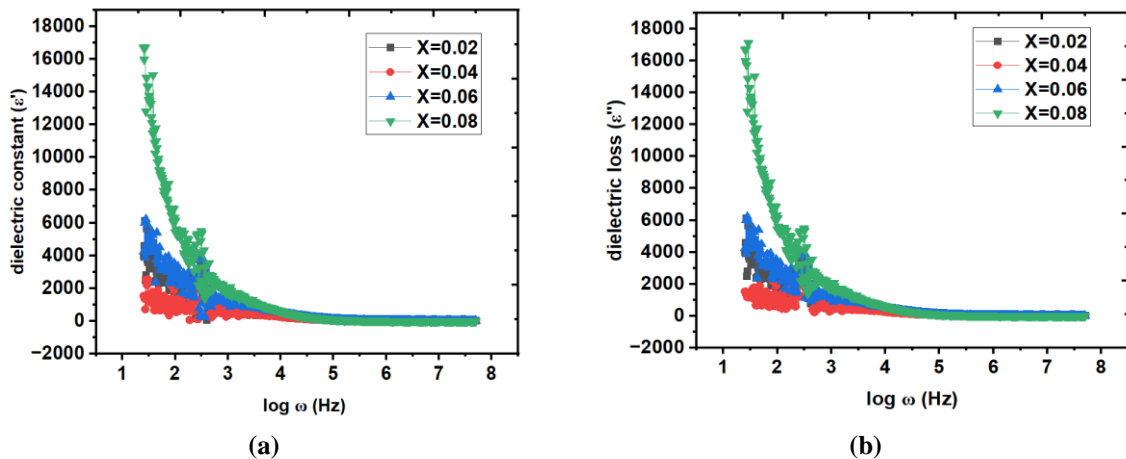 18000
16000
14000
12000
10000
8000
6000
4000
2000
0
−2000
dielectric constant (ε')
1 2 3 4 5 6 7 8
log ω (Hz)
X=0.02
X=0.04
X=0.06
X=0.08
(a)
18000
16000
14000
12000
10000
8000
6000
4000
2000
0
−2000
dielectric loss (ε'')
1 2 3 4 5 6 7 8
log ω (Hz)
X=0.02
X=0.04
X=0.06
X=0.08
(b)